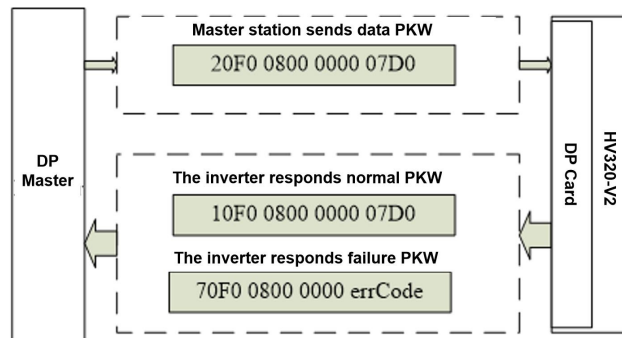 Master station sends data PKW
20F0 0800 0000 07D0
DP
Master
The inverter responds normal PKW
10F0 0800 0000 07D0
The inverter responds failure PKW
70F0 0800 0000 errCode
DP Card
HV320-V2